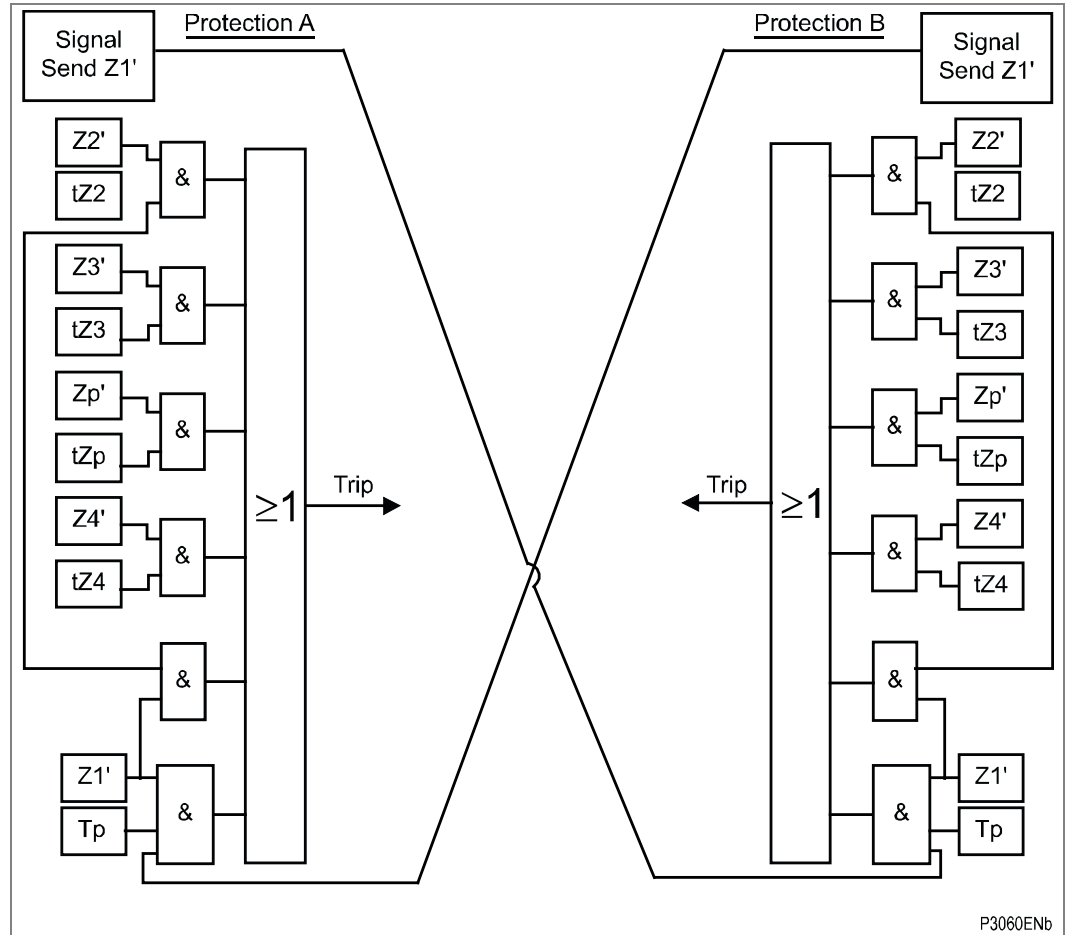 Protection A
Protection B
Signal
Send Z1'
Signal
Send Z1'
Z2'
tZ2
&
Z3'
tZ3
&
Zp'
tZp
&
Z4'
tZ4
&
&
Z1'
Tp
&
≥1
Trip
Trip
≥1
&
Z2'
tZ2
&
Z3'
tZ3
&
Zp'
tZp
&
Z4'
tZ4
&
&
Z1'
Tp
P3060ENb